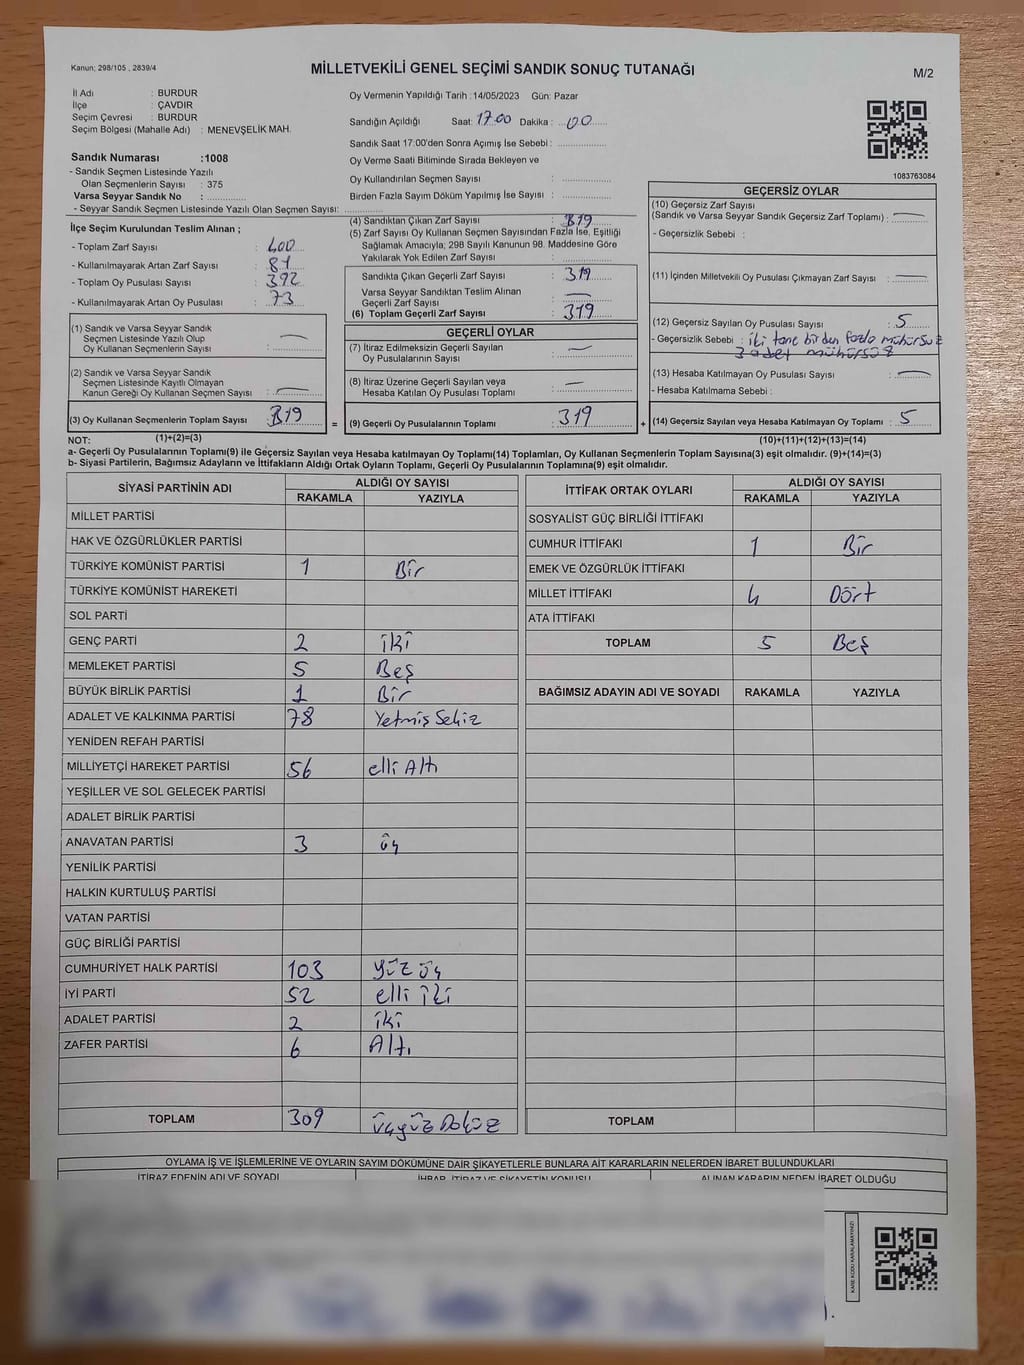 Kanun; 298/105 , 2839/4
MİLLETVEKİLİ GENEL SEÇİMİ SANDIK SONUÇ TUTANAĞI
M/2
İl Adı : BURDUR
İlçe : ÇAVDIR
Seçim Çevresi : BURDUR
Seçim Bölgesi (Mahalle Adı) : MENEVŞELİK MAH.
Sandık Numarası :1008
- Sandık Seçmen Listesinde Yazılı
Olan Seçmenlerin Sayısı : 375
Varsa Seyyar Sandık No :
- Seyyar Sandık Seçmen Listesinde Yazılı Olan Seçmen Sayısı:
Oy Vermenin Yapıldığı Tarih :14/05/2023 Gün: Pazar
Sandığın Açıldığı Saat: 17.00 Dakika : 00
Sandık Saat 17:00'den Sonra Açımış İse Sebebi :
Oy Verme Saati Bitiminde Sırada Bekleyen ve
Oy Kullandırılan Seçmen Sayısı :
Birden Fazla Sayım Döküm Yapılmış İse Sayısı :
1083763084
İlçe Seçim Kurulundan Teslim Alınan ;
- Toplam Zarf Sayısı : 400
- Kullanılmayarak Artan Zarf Sayısı : 81
- Toplam Oy Pusulası Sayısı : 392
- Kullanılmayarak Artan Oy Pusulası : 73
(4) Sandıktan Çıkan Zarf Sayısı : 319
(5) Zarf Sayısı Oy Kullanan Seçmen Sayısından Fazla İse, Eşitliği
Sağlamak Amacıyla; 298 Sayılı Kanunun 98. Maddesine Göre
Yakılarak Yok Edilen Zarf Sayısı :
Sandıkta Çıkan Geçerli Zarf Sayısı : 319
Varsa Seyyar Sandıktan Teslim Alınan
Geçerli Zarf Sayısı : —
(6) Toplam Geçerli Zarf Sayısı : 319
GEÇERSİZ OYLAR
(10) Geçersiz Zarf Sayısı
(Sandık ve Varsa Seyyar Sandık Geçersiz Zarf Toplamı) : —
- Geçersizlik Sebebi :
(11) İçinden Milletvekili Oy Pusulası Çıkmayan Zarf Sayısı : —
(12) Geçersiz Sayılan Oy Pusulası Sayısı : 5
- Geçersizlik Sebebi : iki tane birden fazla mühürsüz
3 adet mühürsüz
(13) Hesaba Katılmayan Oy Pusulası Sayısı : —
- Hesaba Katılmama Sebebi :
(1) Sandık ve Varsa Seyyar Sandık
Seçmen Listesinde Yazılı Olup
Oy Kullanan Seçmenlerin Sayısı : —
(2) Sandık ve Varsa Seyyar Sandık
Seçmen Listesinde Kayıtlı Olmayan
Kanun Gereği Oy Kullanan Seçmen Sayısı : —
GEÇERLİ OYLAR
(7) İtiraz Edilmeksizin Geçerli Sayılan
Oy Pusulalarının Sayısı : —
(8) İtiraz Üzerine Geçerli Sayılan veya
Hesaba Katılan Oy Pusulası Toplamı : —
(3) Oy Kullanan Seçmenlerin Toplam Sayısı : 319 = (9) Geçerli Oy Pusulalarının Toplamı : 319 + (14) Geçersiz Sayılan veya Hesaba Katılmayan Oy Toplamı : 5
NOT: (1)+(2)=(3) (10)+(11)+(12)+(13)=(14)
a- Geçerli Oy Pusulalarının Toplamı(9) ile Geçersiz Sayılan veya Hesaba katılmayan Oy Toplamı(14) Toplamları, Oy Kullanan Seçmenlerin Toplam Sayısına(3) eşit olmalıdır. (9)+(14)=(3)
b- Siyasi Partilerin, Bağımsız Adayların ve İttifakların Aldığı Ortak Oyların Toplamı, Geçerli Oy Pusulalarının Toplamına(9) eşit olmalıdır.
SİYASİ PARTİNİN ADI ALDIĞI OY SAYISI
RAKAMLA YAZIYLA
MİLLET PARTİSİ
HAK VE ÖZGÜRLÜKLER PARTİSİ
TÜRKİYE KOMÜNİST PARTİSİ 1 Bir
TÜRKİYE KOMÜNİST HAREKETİ
SOL PARTİ
GENÇ PARTİ 2 iki
MEMLEKET PARTİSİ 5 Beş
BÜYÜK BİRLİK PARTİSİ 1 Bir
ADALET VE KALKINMA PARTİSİ 78 Yetmiş Sekiz
YENİDEN REFAH PARTİSİ
MİLLİYETÇİ HAREKET PARTİSİ 56 elli Altı
YEŞİLLER VE SOL GELECEK PARTİSİ
ADALET BİRLİK PARTİSİ
ANAVATAN PARTİSİ 3 üç
YENİLİK PARTİSİ
HALKIN KURTULUŞ PARTİSİ
VATAN PARTİSİ
GÜÇ BİRLİĞİ PARTİSİ
CUMHURİYET HALK PARTİSİ 103 yüz üç
İYİ PARTİ 52 elli iki
ADALET PARTİSİ 2 iki
ZAFER PARTİSİ 6 Altı
TOPLAM 309 üçyüz Dokuz
İTTİFAK ORTAK OYLARI ALDIĞI OY SAYISI
RAKAMLA YAZIYLA
SOSYALİST GÜÇ BİRLİĞİ İTTİFAKI
CUMHUR İTTİFAKI 1 Bir
EMEK VE ÖZGÜRLÜK İTTİFAKI
MİLLET İTTİFAKI 4 Dört
ATA İTTİFAKI
TOPLAM 5 Beş
BAĞIMSIZ ADAYIN ADI VE SOYADI RAKAMLA YAZIYLA
TOPLAM
OYLAMA İŞ VE İŞLEMLERİNE VE OYLARIN SAYIM DÖKÜMÜNE DAİR ŞİKAYETLERLE BUNLARA AİT KARARLARIN NELERDEN İBARET BULUNDUKLARI
İTİRAZ EDENİN ADI VE SOYADI İHBAR, İTİRAZ VE ŞİKAYETİN KONUSU ALINAN KARARIN NEDEN İBARET OLDUĞU
KARE KODU KARALAMAYINIZ!